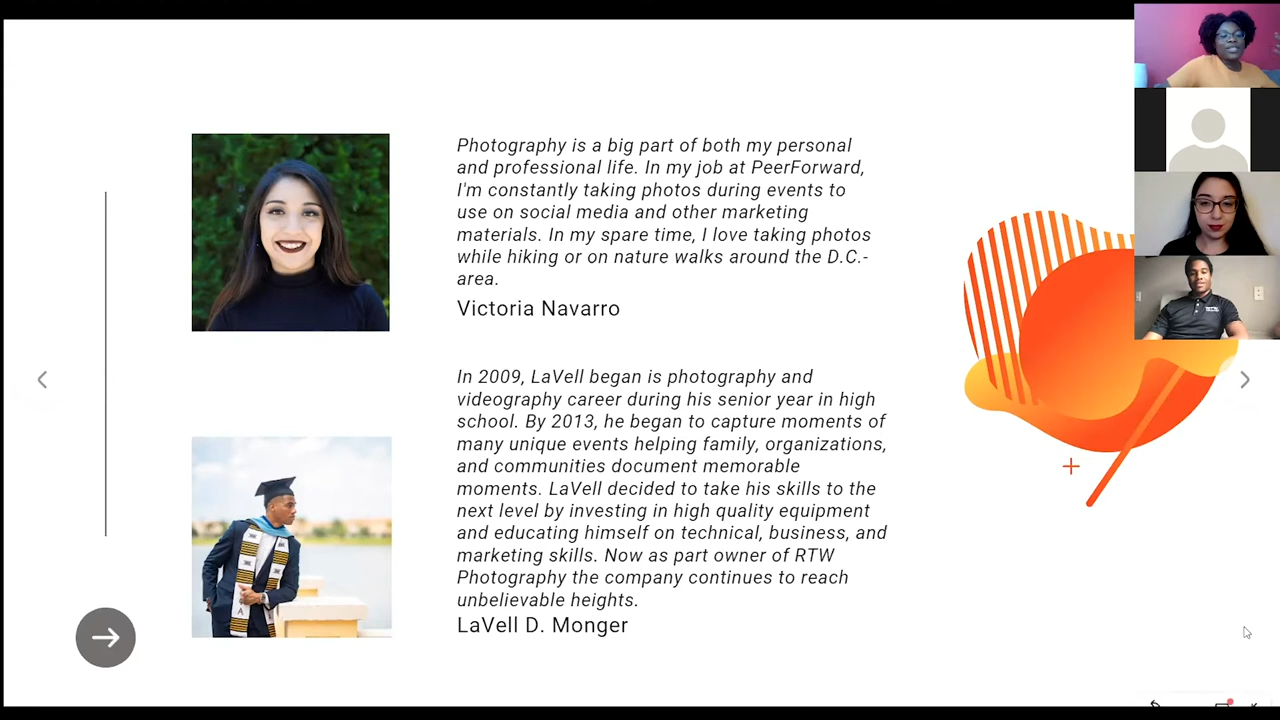 Photography is a big part of both my personal
and professional life. In my job at PeerForward,
I'm constantly taking photos during events to
use on social media and other marketing
materials. In my spare time, I love taking photos
while hiking or on nature walks around the D.C.-
area.
Victoria Navarro
In 2009, LaVell began is photography and
videography career during his senior year in high
school. By 2013, he began to capture moments of
many unique events helping family, organizations,
and communities document memorable
moments. LaVell decided to take his skills to the
next level by investing in high quality equipment
and educating himself on technical, business, and
marketing skills. Now as part owner of RTW
Photography the company continues to reach
unbelievable heights.
LaVell D. Monger